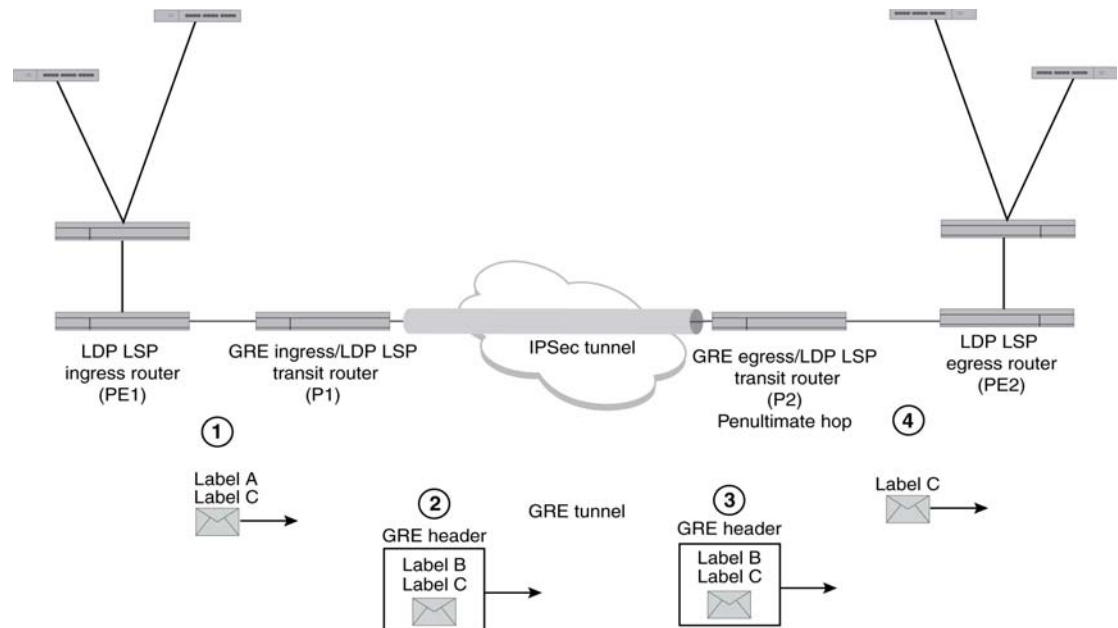 IPSec tunnel
LDP LSP
ingress router
(PE1)
GRE ingress/LDP LSP
transit router
(P1)
GRE egress/LDP LSP
transit router
(P2)
Penultimate hop
LDP LSP
egress router
(PE2)
1
Label A
Label C
2
GRE header
Label B
Label C
GRE tunnel
3
GRE header
Label B
Label C
4
Label C